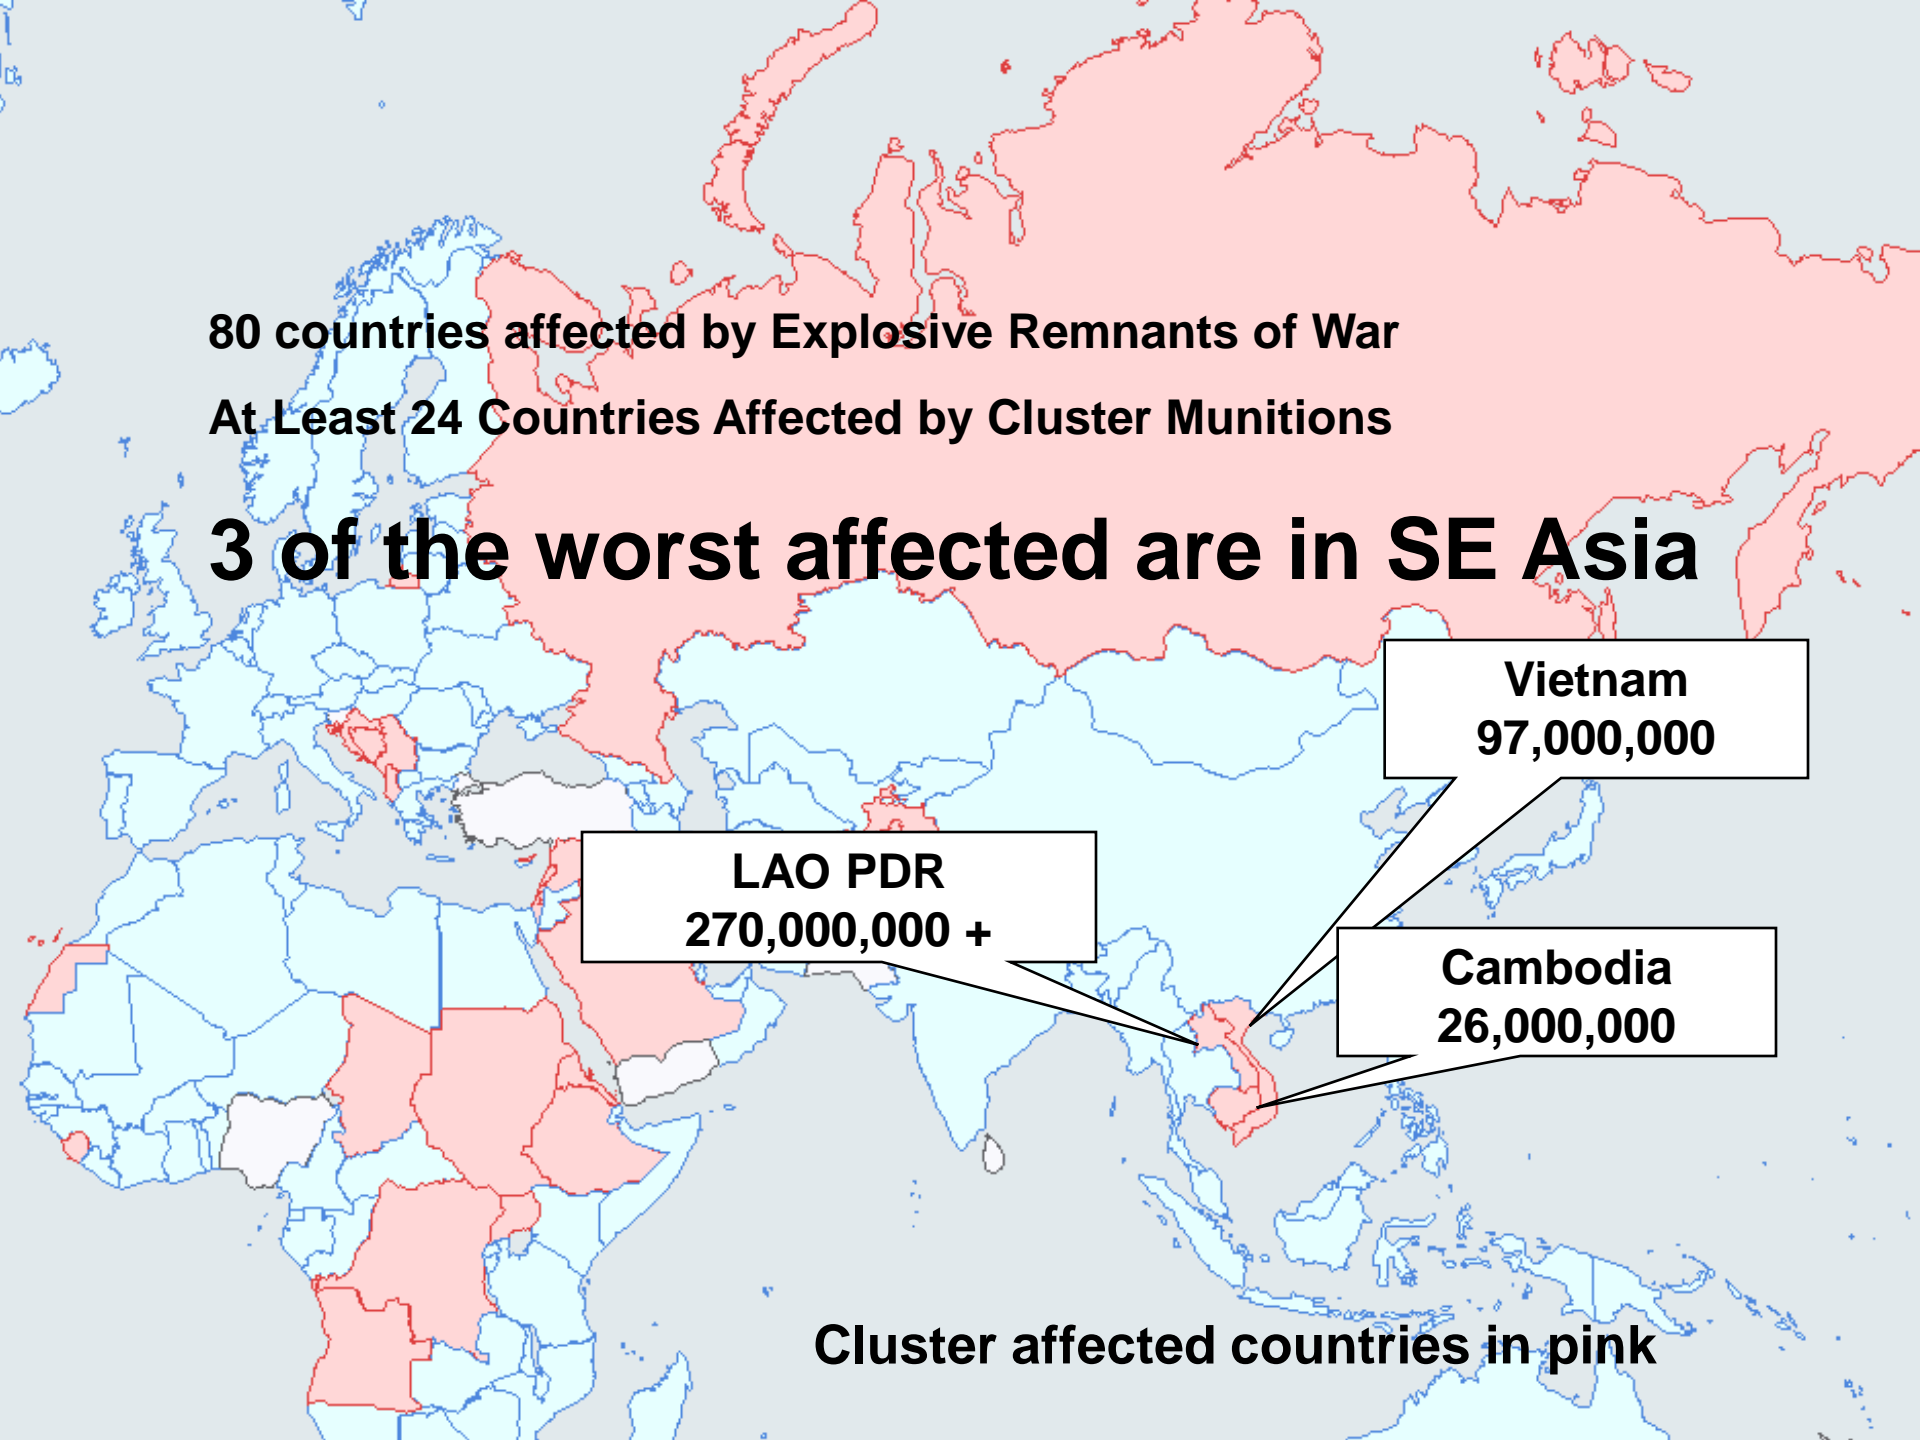 80 countries affected by Explosive Remnants of War
At Least 24 Countries Affected by Cluster Munitions
3 of the worst affected are in SE Asia
Vietnam
97,000,000
LAO PDR
270,000,000 +
Cambodia
26,000,000
Cluster affected countries in pink